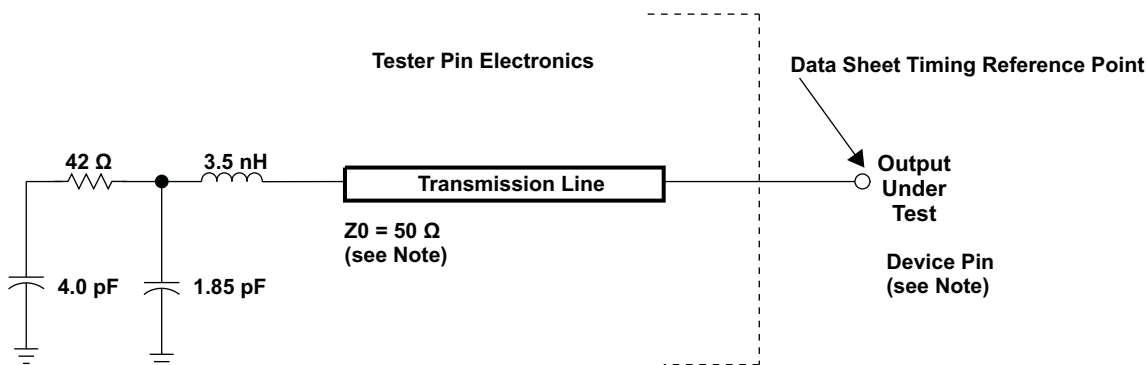 Tester Pin Electronics
Data Sheet Timing Reference Point
42 Ω
3.5 nH
Transmission Line
Output
Under
Test
Z0 = 50 Ω
(see Note)
Device Pin
(see Note)
4.0 pF
1.85 pF